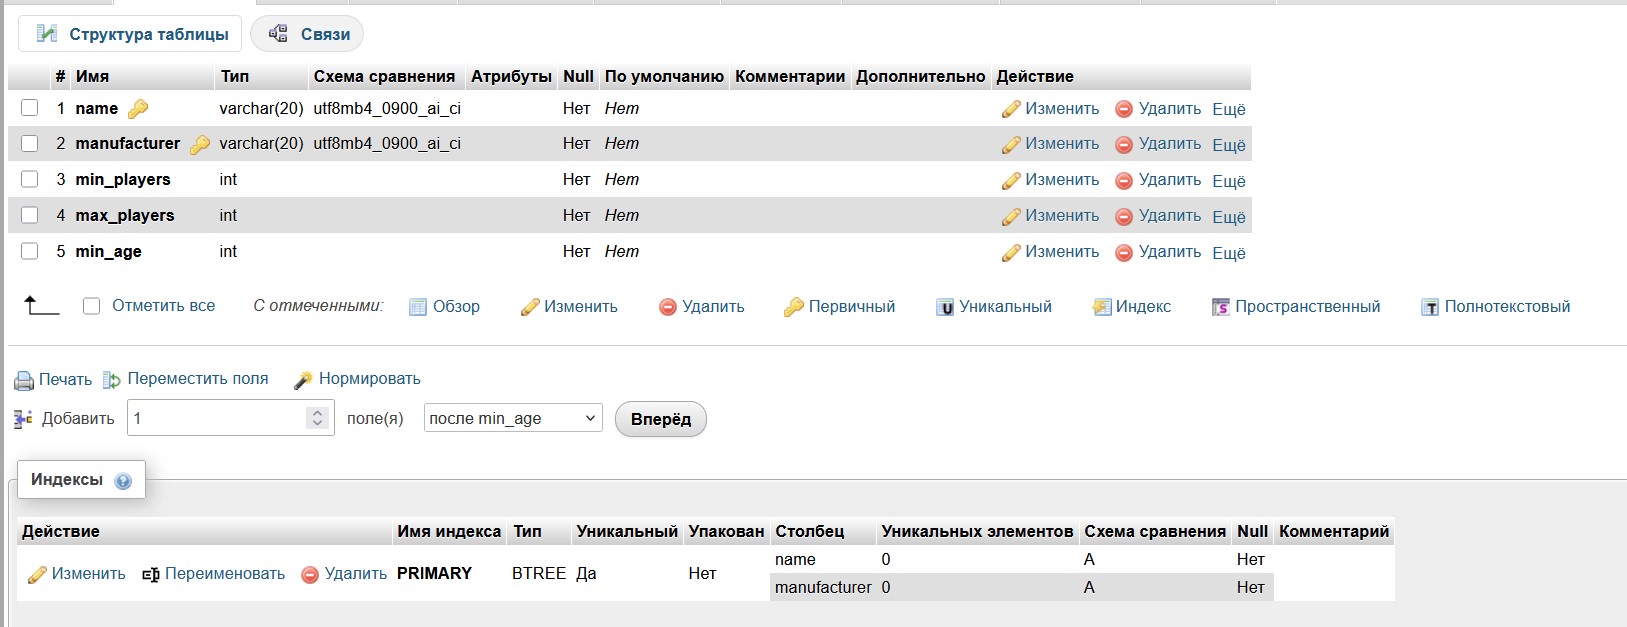 Структура таблицы Связи
# Имя Тип Схема сравнения Атрибуты Null По умолчанию Комментарии Дополнительно Действие
1 name varchar(20) utf8mb4_0900_ai_ci Нет Нет Изменить Удалить Ещё
2 manufacturer varchar(20) utf8mb4_0900_ai_ci Нет Нет Изменить Удалить Ещё
3 min_players int Нет Нет Изменить Удалить Ещё
4 max_players int Нет Нет Изменить Удалить Ещё
5 min_age int Нет Нет Изменить Удалить Ещё
Отметить все С отмеченными: Обзор Изменить Удалить Первичный Уникальный Индекс Пространственный Полнотекстовый
Печать Переместить поля Нормировать
Добавить 1 поле(я) после min_age Вперёд
Индексы
Действие Имя индекса Тип Уникальный Упакован Столбец Уникальных элементов Схема сравнения Null Комментарий
name 0 A Нет
Изменить Переименовать Удалить PRIMARY BTREE Да Нет
manufacturer 0 A Нет